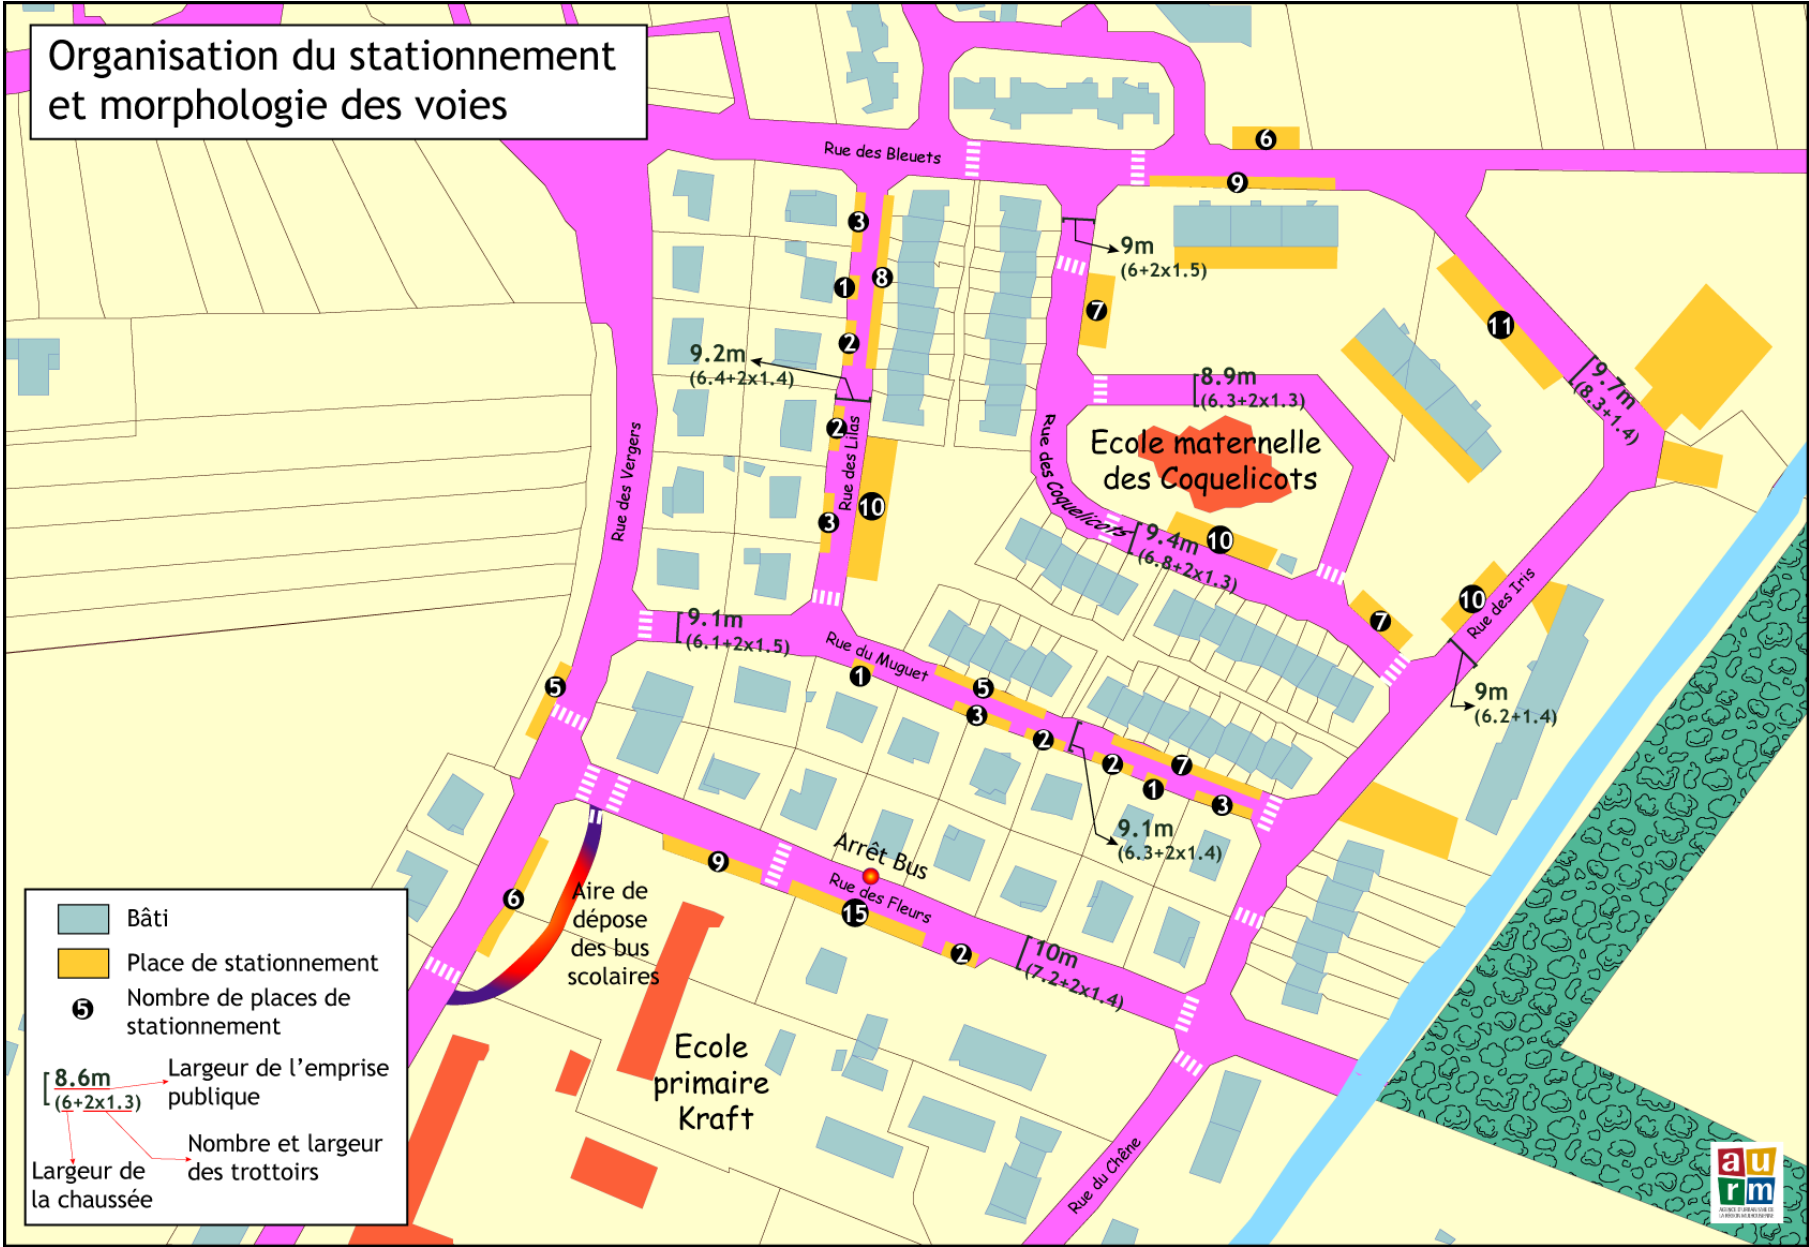 Organisation du stationnement
et morphologie des voies
Rue des Bleuets
6
9
3
8
1
2
9m
(6+2x1.5)
7
11
9.2m
(6.4+2x1.4)
8.9m
(6.3+2x1.3)
9.7m
(8.3+1.4)
2
Rue des Lilas
Rue des Vergers
Rue des Coquelicots
Ecole maternelle
des Coquelicots
10
3
9.4m
(6.8+2x1.3)
10
10
7
Rue des Iris
9.1m
(6.1+2x1.5)
Rue du Muguet
1
5
5
3
2
9m
(6.2+1.4)
2
7
1
3
9.1m
(6.3+2x1.4)
Arrêt Bus
Rue des Fleurs
9
15
2
6
Aire de
dépose
des bus
scolaires
10m
(7.2+2x1.4)
Ecole
primaire
Kraft
Rue du Chêne
Bâti
Place de stationnement
5
Nombre de places de
stationnement
8.6m
(6+2x1.3)
Largeur de l'emprise
publique
Nombre et largeur
des trottoirs
Largeur de
la chaussée
au
rm